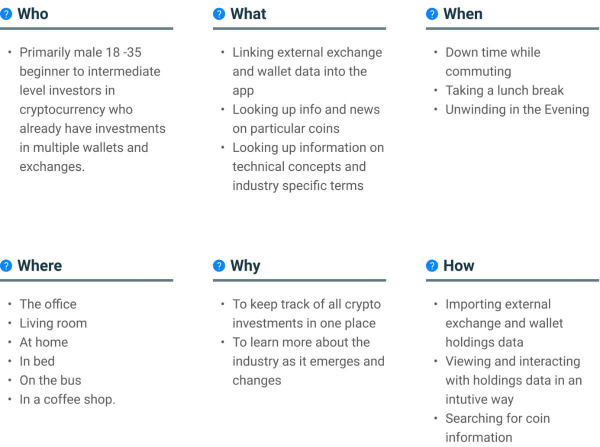 Who
• Primarily male 18 -35
beginner to intermediate
level investors in
cryptocurrency who
already have investments
in multiple wallets and
exchanges.
What
• Linking external exchange
and wallet data into the
app
• Looking up info and news
on particular coins
• Looking up information on
technical concepts and
industry specific terms
When
• Down time while
commuting
• Taking a lunch break
• Unwinding in the Evening
Where
• The office
• Living room
• At home
• In bed
• On the bus
• In a coffee shop.
Why
• To keep track of all crypto
investments in one place
• To learn more about the
industry as it emerges and
changes
How
• Importing external
exchange and wallet
holdings data
• Viewing and interacting
with holdings data in an
intutive way
• Searching for coin
information